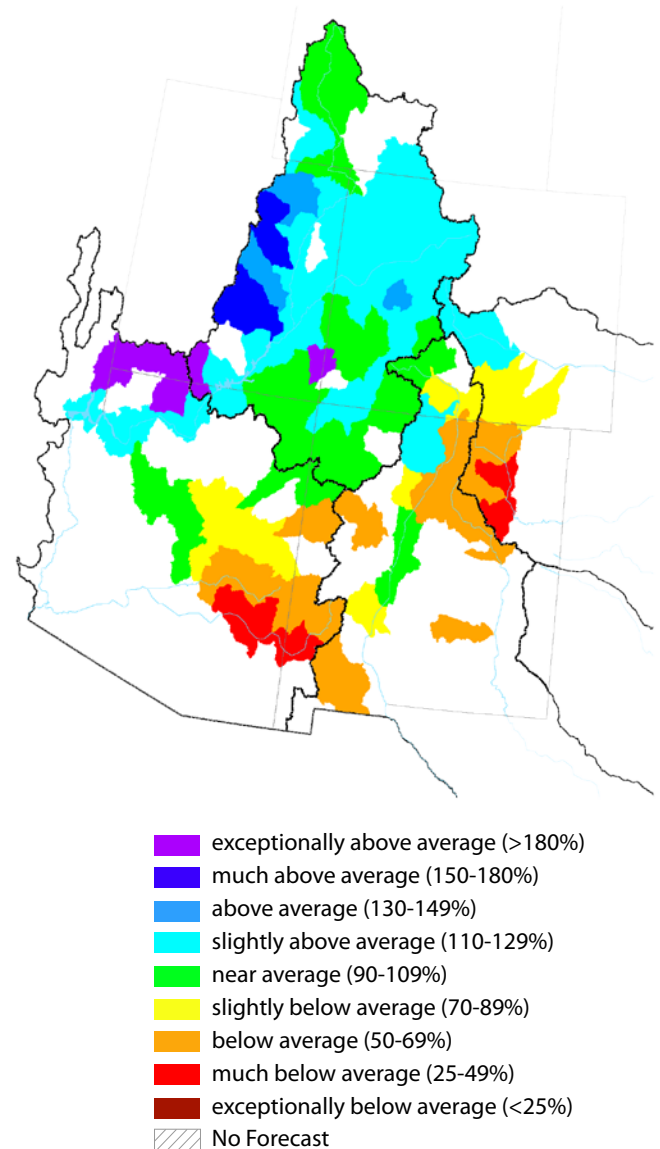 exceptionally above average (>180%)
much above average (150-180%)
above average (130-149%)
slightly above average (110-129%)
near average (90-109%)
slightly below average (70-89%)
below average (50-69%)
much below average (25-49%)
exceptionally below average (<25%)
No Forecast